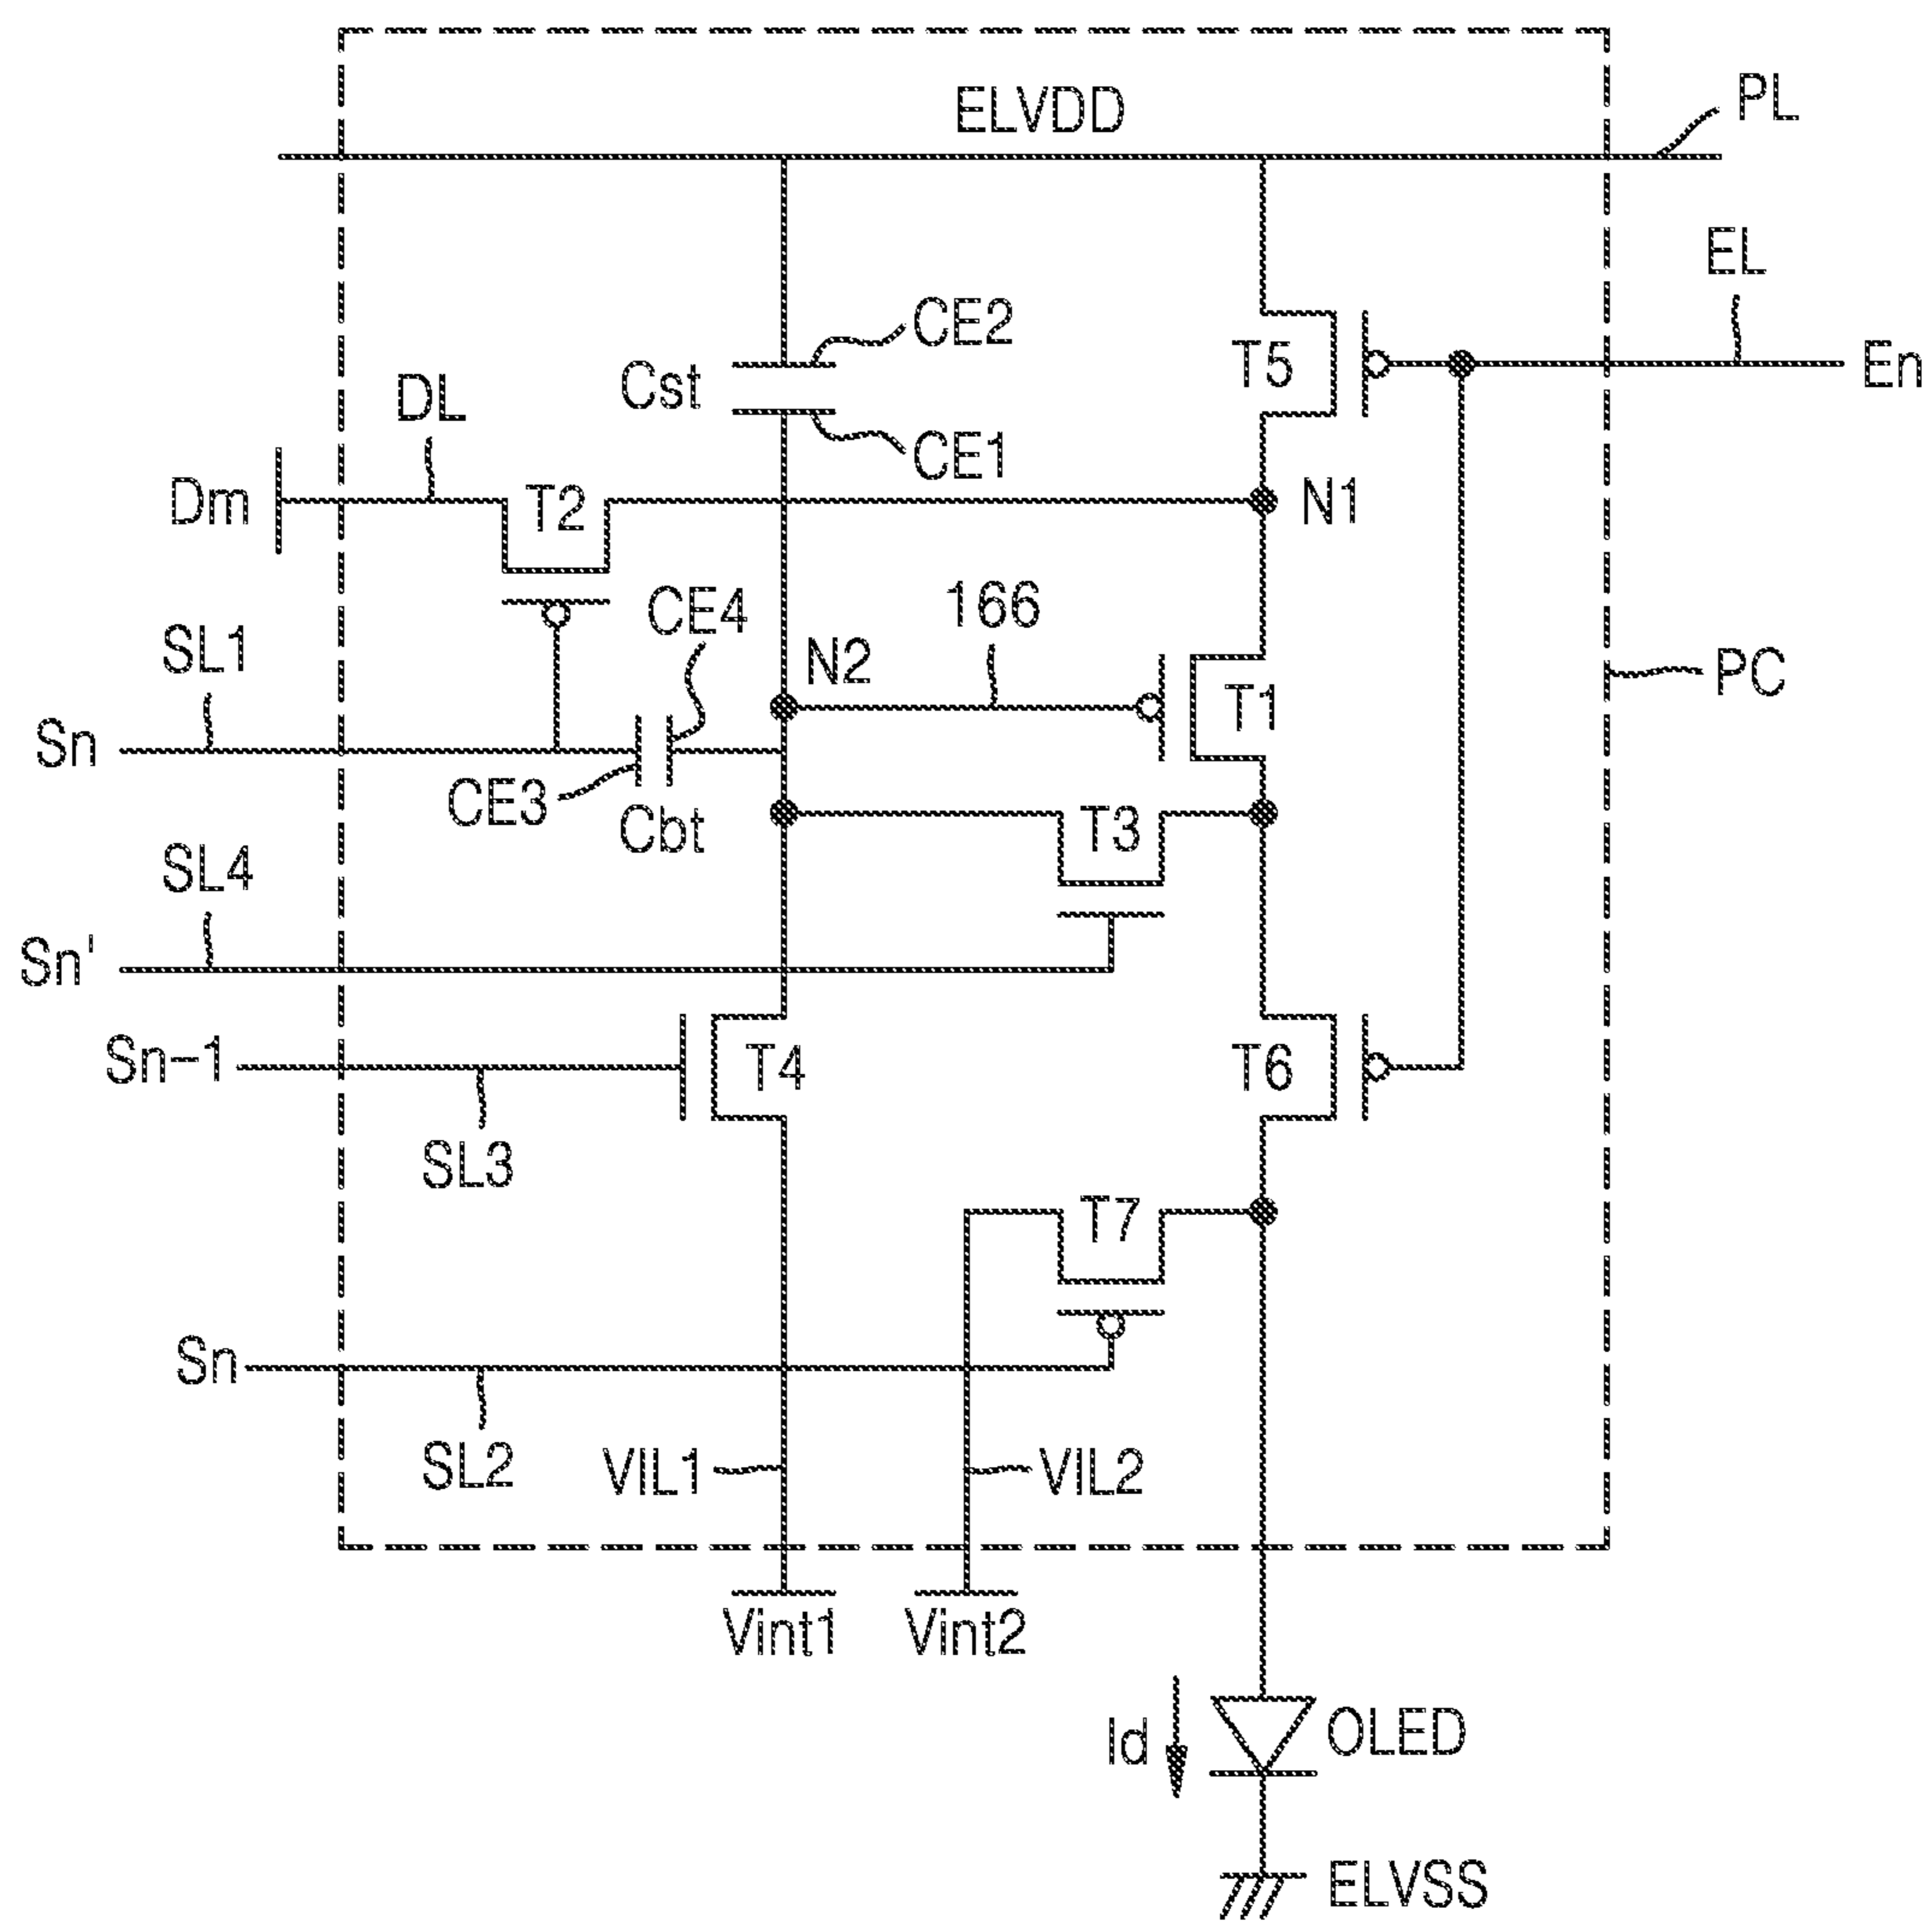 ELVDD
PL
EL
CE2
T5
Cst
En
DL
CE1
Dm
T2
N1
CE4
166
SL1
N2
PC
T1
Sn
CE3
Cbt
T3
SL4
Sn'
Sn-1
T4
T6
SL3
T7
Sn
SL2
VIL1
VIL2
Vint1
Vint2
Id
OLED
ELVSS